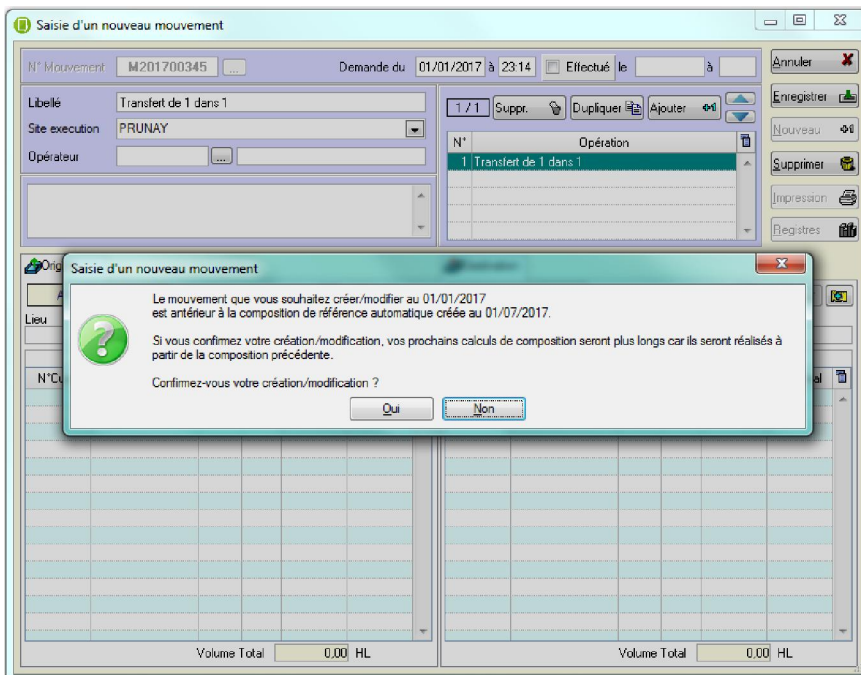 Saisie d'un nouveau mouvement
N° Mouvement M201700345 ... Demande du 01/01/2017 à 23:14 Effectué le à
Annuler
Libellé Transfert de 1 dans 1
Site execution PRUNAY
Opérateur ...
1 / 1 Suppr. Dupliquer Ajouter
N° Opération
1 Transfert de 1 dans 1
Enregistrer
Nouveau
Supprimer
Impression
Registres
Orig
Saisie d'un nouveau mouvement
Lieu
Le mouvement que vous souhaitez créer/modifier au 01/01/2017
est antérieur à la composition de référence automatique créée au 01/07/2017.
Si vous confirmez votre création/modification, vos prochains calculs de composition seront plus longs car ils seront réalisés à
partir de la composition précédente.
Confirmez-vous votre création/modification ?
Oui Non
N°Cu
al
Volume Total 0,00 HL
Volume Total 0,00 HL